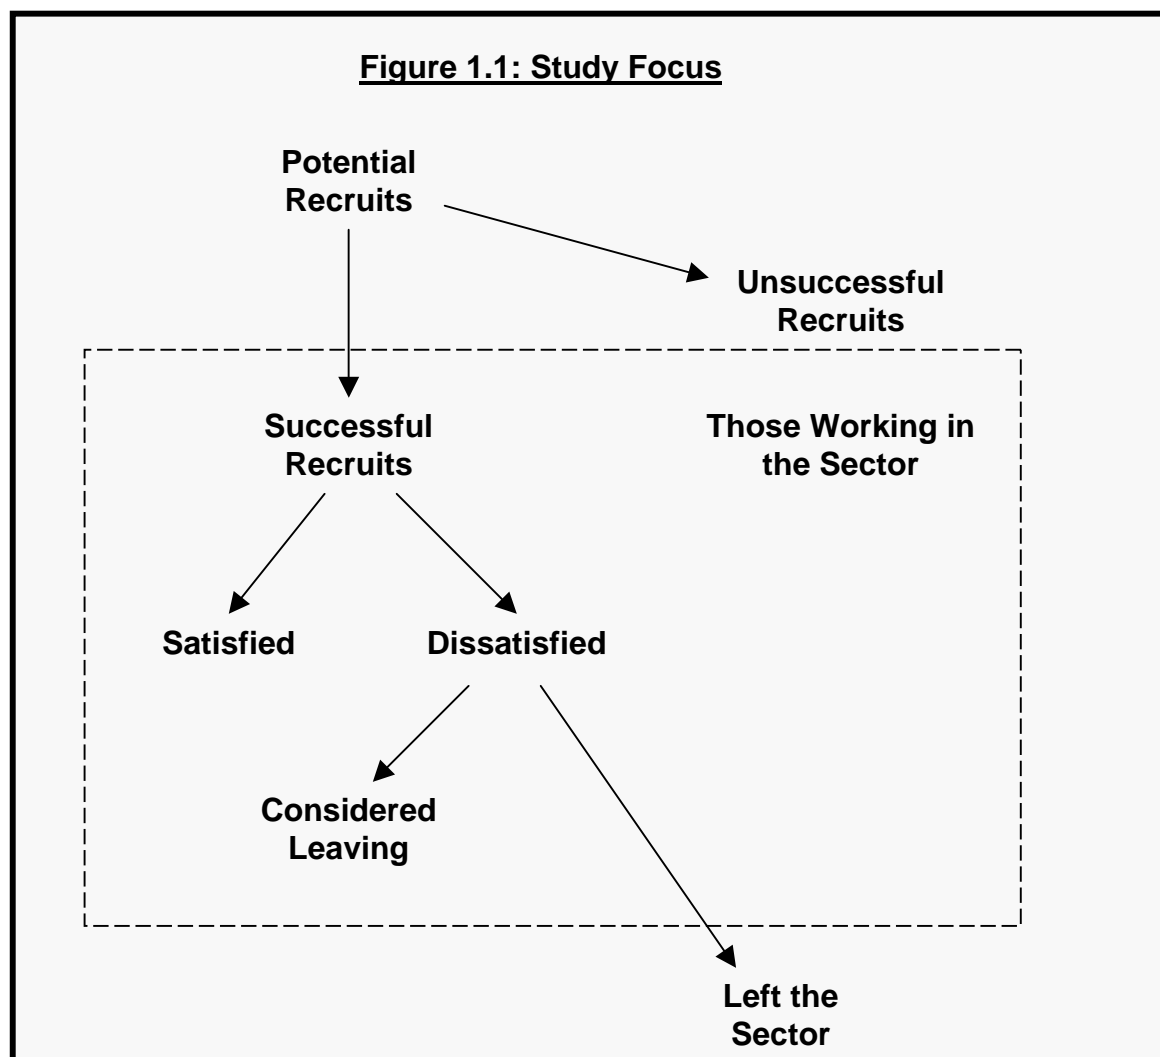 Figure 1.1: Study Focus
Potential
Recruits
Unsuccessful
Recruits
Successful
Recruits
Those Working in
the Sector
Satisfied
Dissatisfied
Considered
Leaving
Left the
Sector